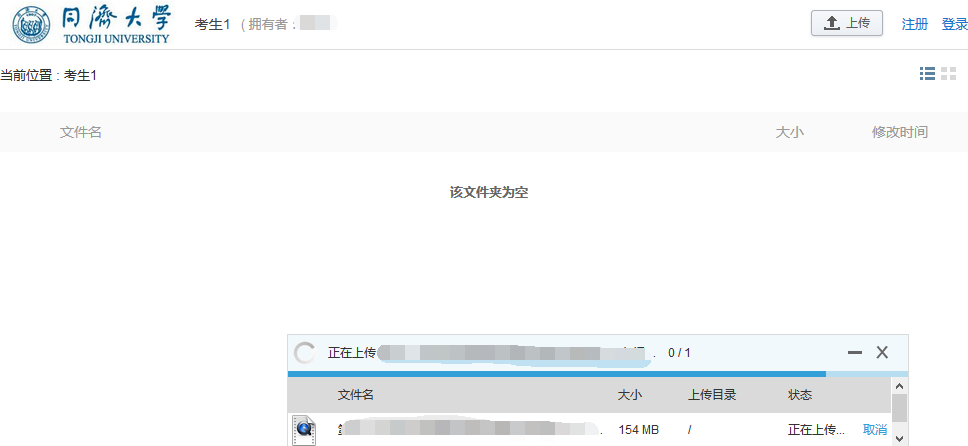 同濟大學
TONGJI UNIVERSITY
考生1 (拥有者:
上传 注册 登录
当前位置:考生1
文件名 大小 修改时间
该文件夹为空
正在上传 . 0 / 1
文件名 大小 上传目录 状态
. 154 MB / 正在上传... 取消